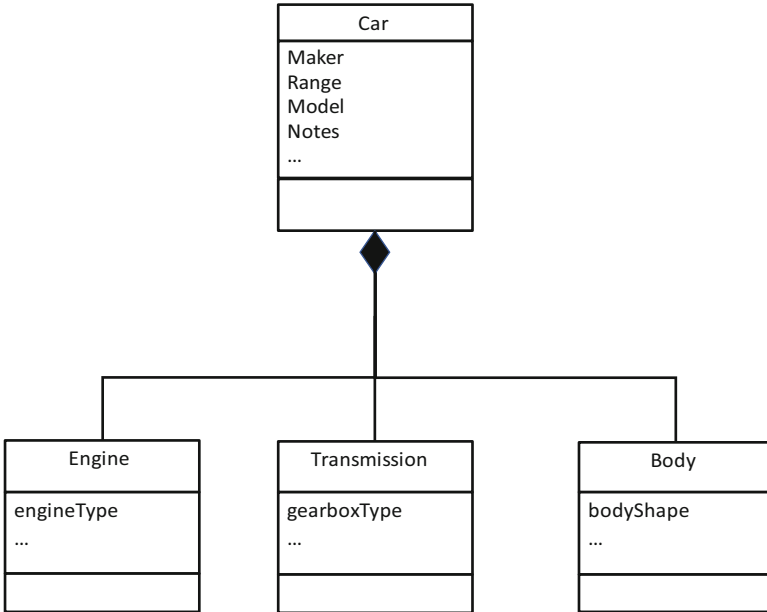 Car
Maker
Range
Model
Notes
...
Engine
engineType
...
Transmission
gearboxType
...
Body
bodyShape
...